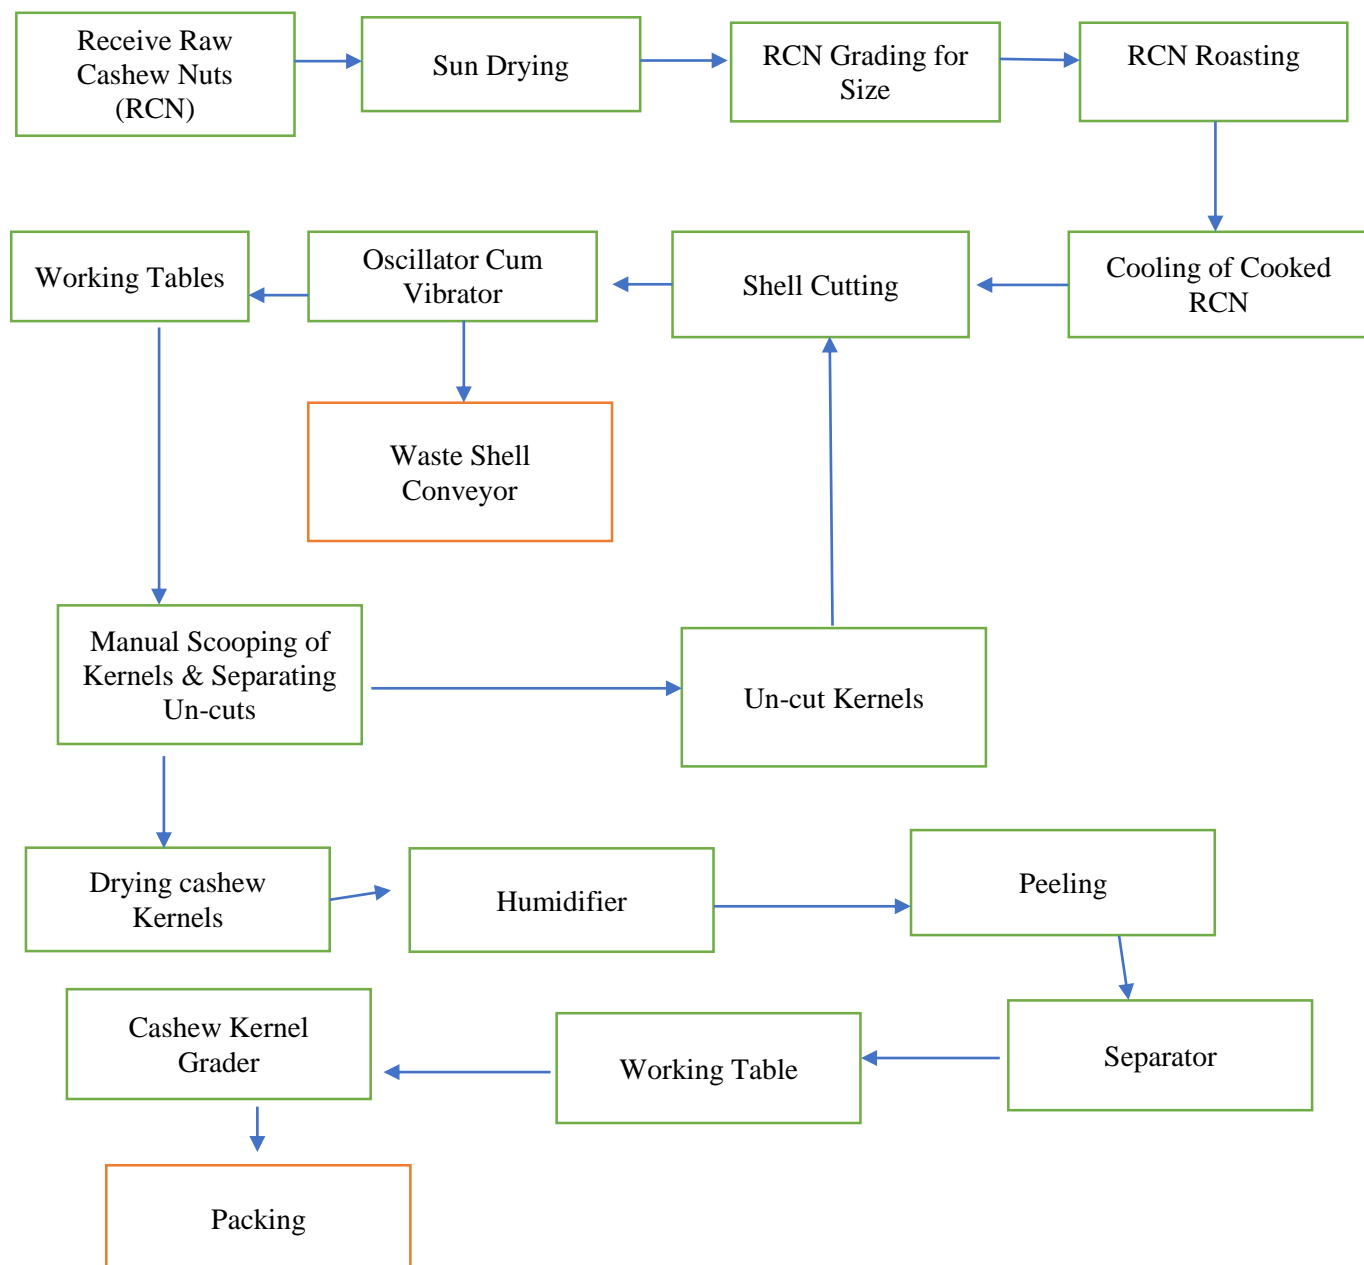 Receive Raw
Cashew Nuts
(RCN)
Sun Drying
RCN Grading for
Size
RCN Roasting
Working Tables
Oscillator Cum
Vibrator
Shell Cutting
Cooling of Cooked
RCN
Waste Shell
Conveyor
Manual Scooping of
Kernels & Separating
Un-cuts
Un-cut Kernels
Drying cashew
Kernels
Humidifier
Peeling
Cashew Kernel
Grader
Working Table
Separator
Packing